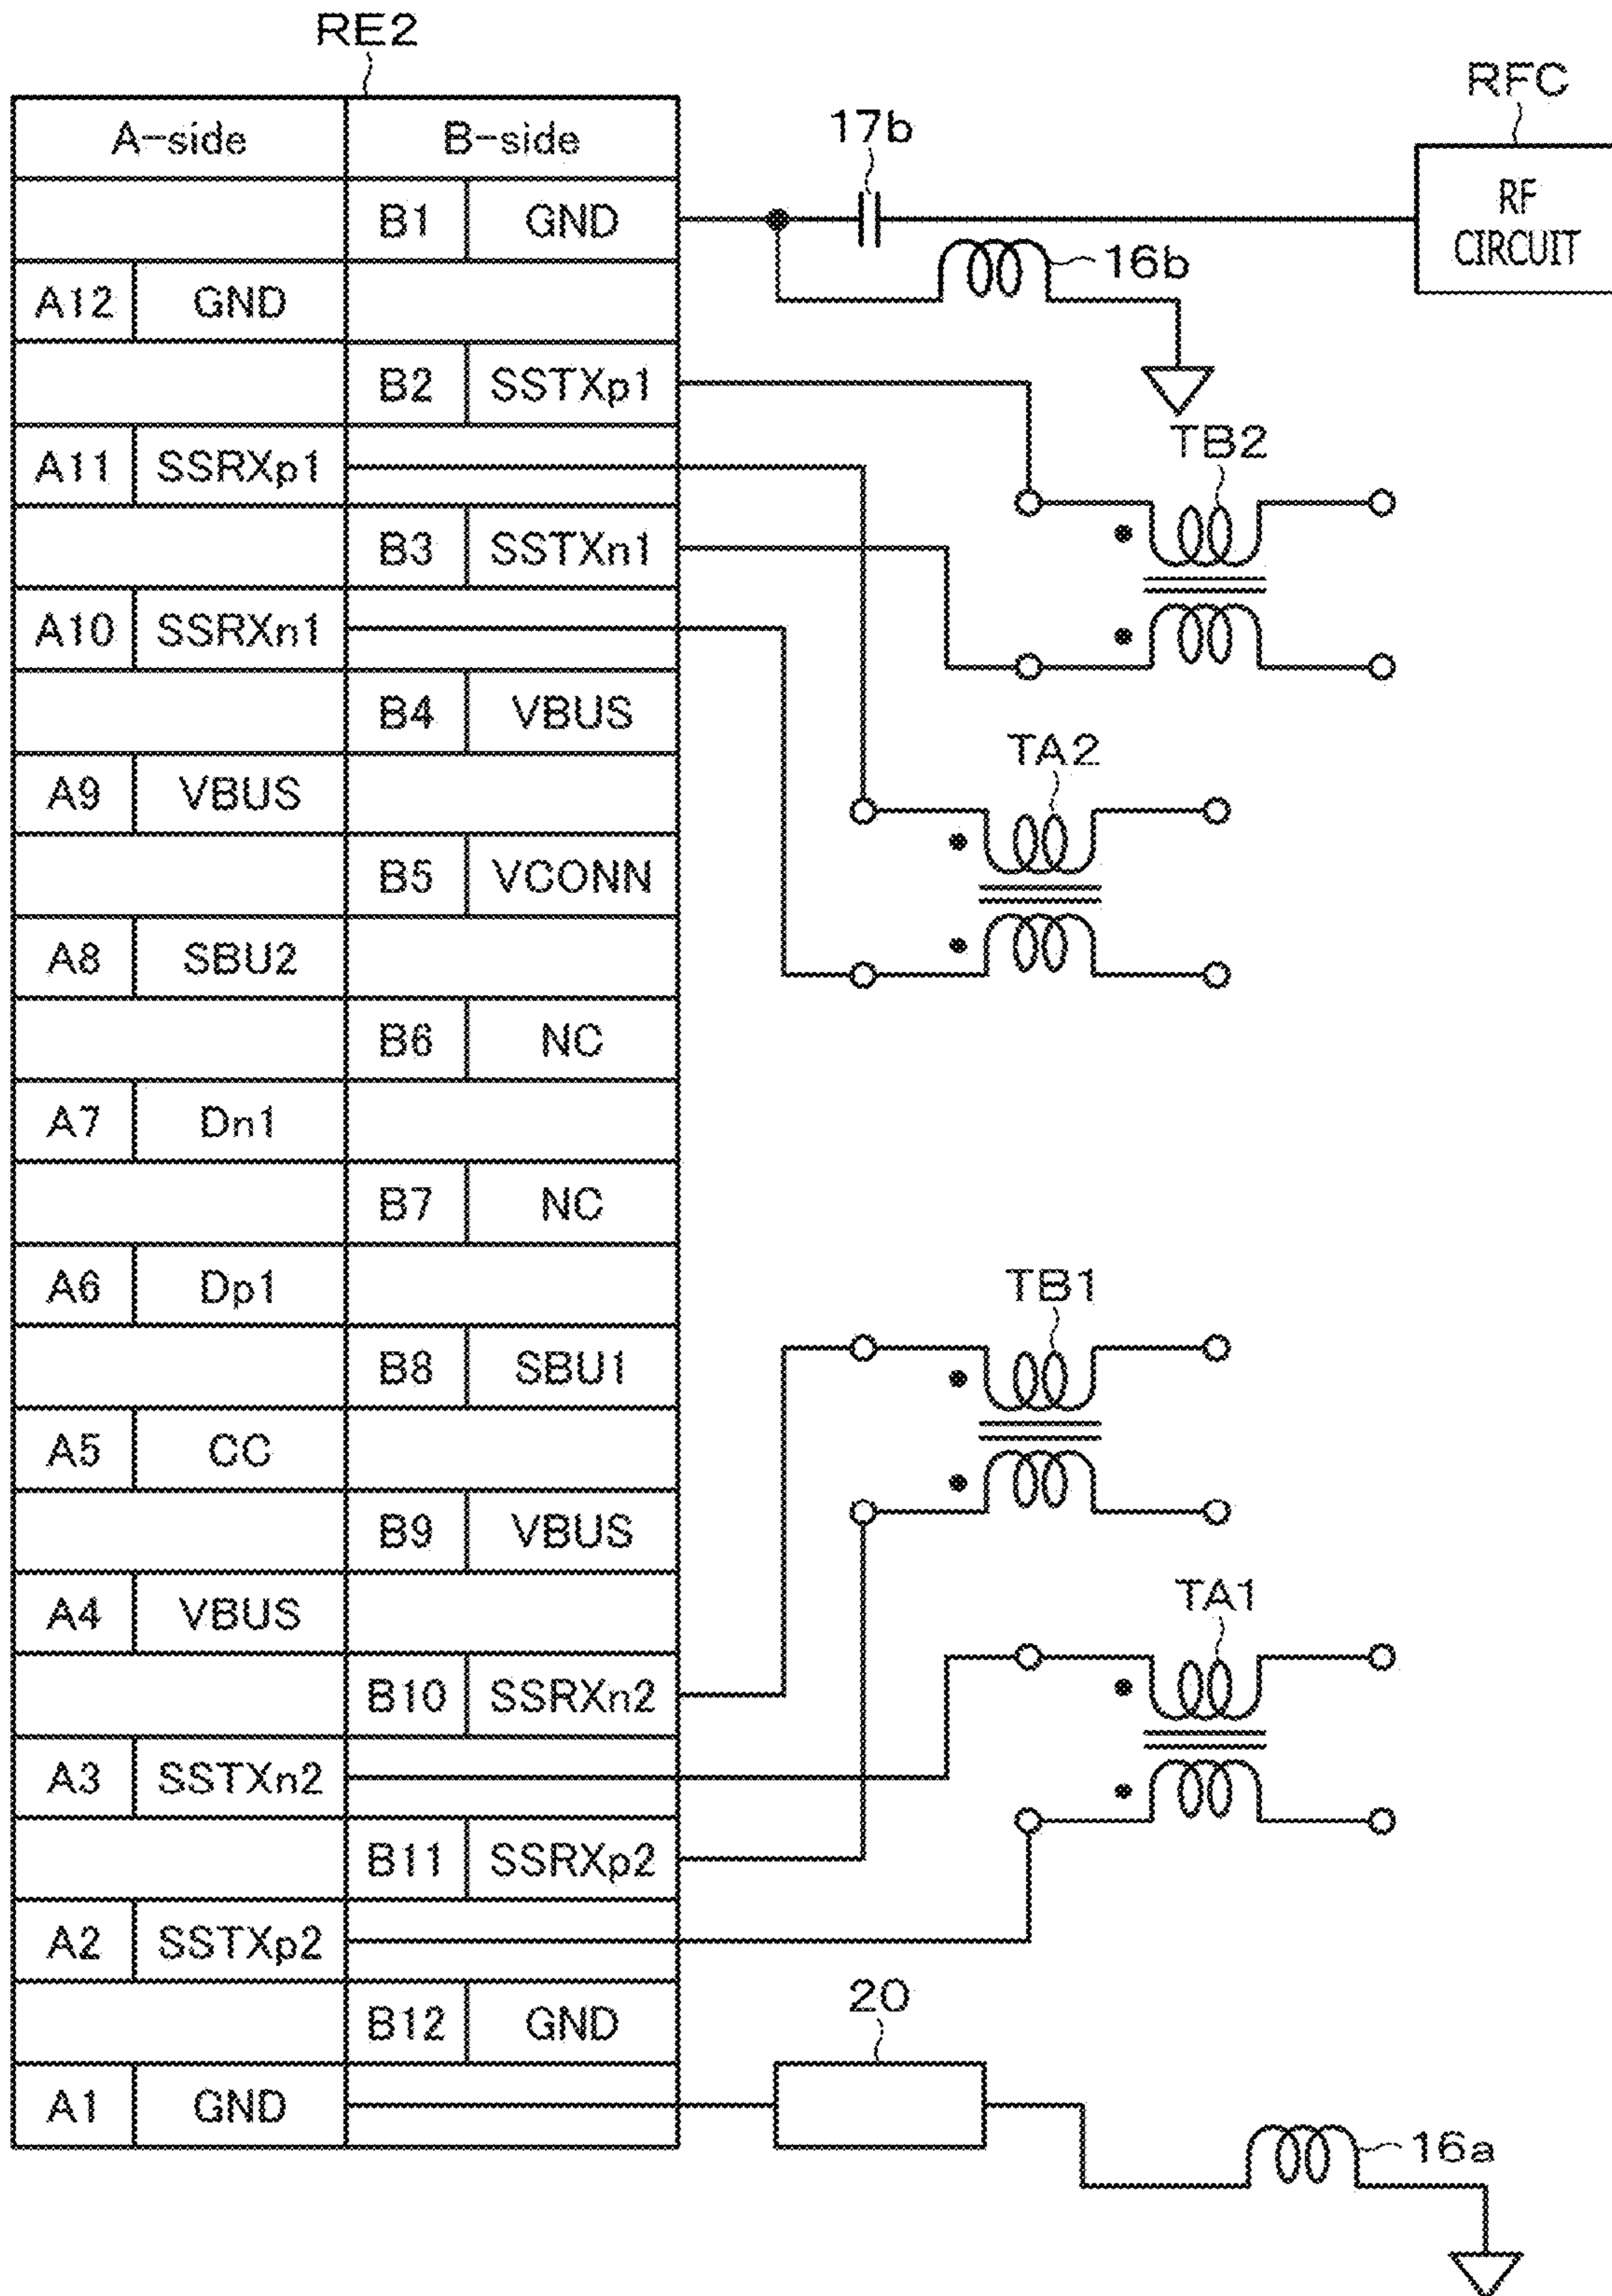 RE2
RFC
A-side B-side
17b
RF
CIRCUIT
B1 GND
16b
A12 GND
B2 SSTXp1
TB2
A11 SSRXp1
B3 SSTXn1
A10 SSRXn1
B4 VBUS
TA2
A9 VBUS
B5 VCONN
A8 SBU2
B6 NC
A7 Dn1
B7 NC
A6 Dp1
TB1
B8 SBU1
A5 CC
B9 VBUS
A4 VBUS
TA1
B10 SSRXn2
A3 SSTXn2
B11 SSRXp2
A2 SSTXp2
20
B12 GND
A1 GND
16a